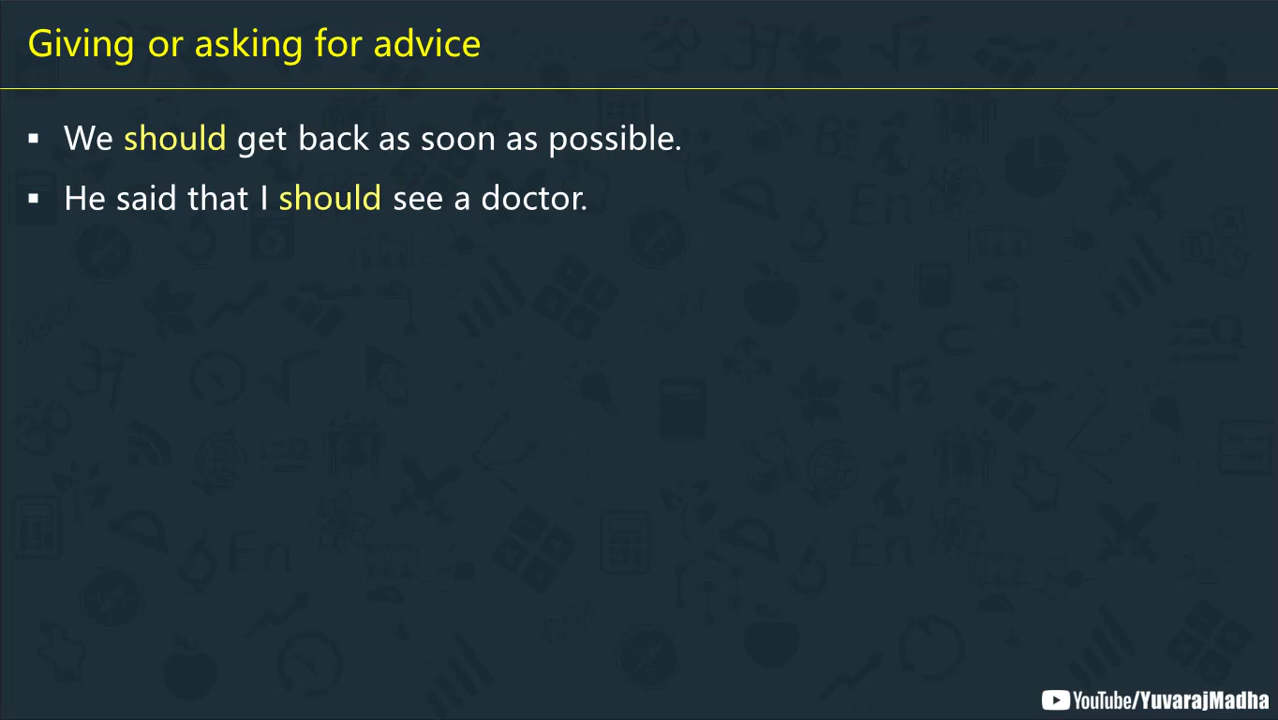 Giving or asking for advice
▪ We should get back as soon as possible.
▪ He said that I should see a doctor.
YouTube/YuvarajMadha